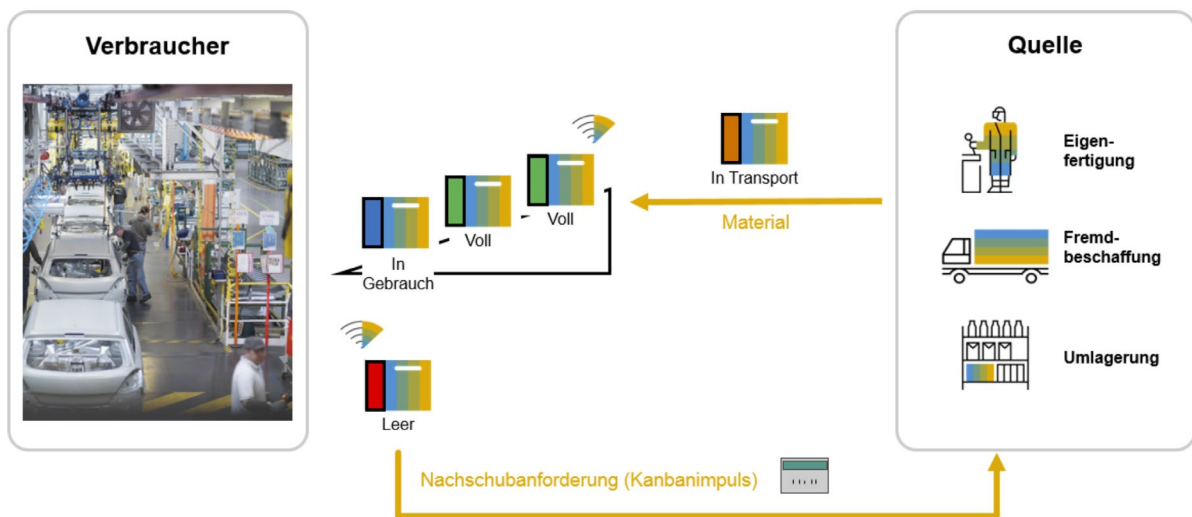 Verbraucher
Quelle
In Transport
Material
Voll
Voll
In
Gebrauch
Leer
Nachschubanforderung (Kanbanimpuls)
Eigen-
fertigung
Fremd-
beschaffung
Umlagerung